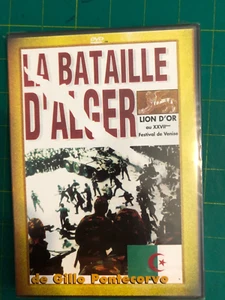 DVD
LA BATAILLE
D'ALGER
LION D'OR
au XXVIIème
Festival de Venise
de Gillo Pontecorvo